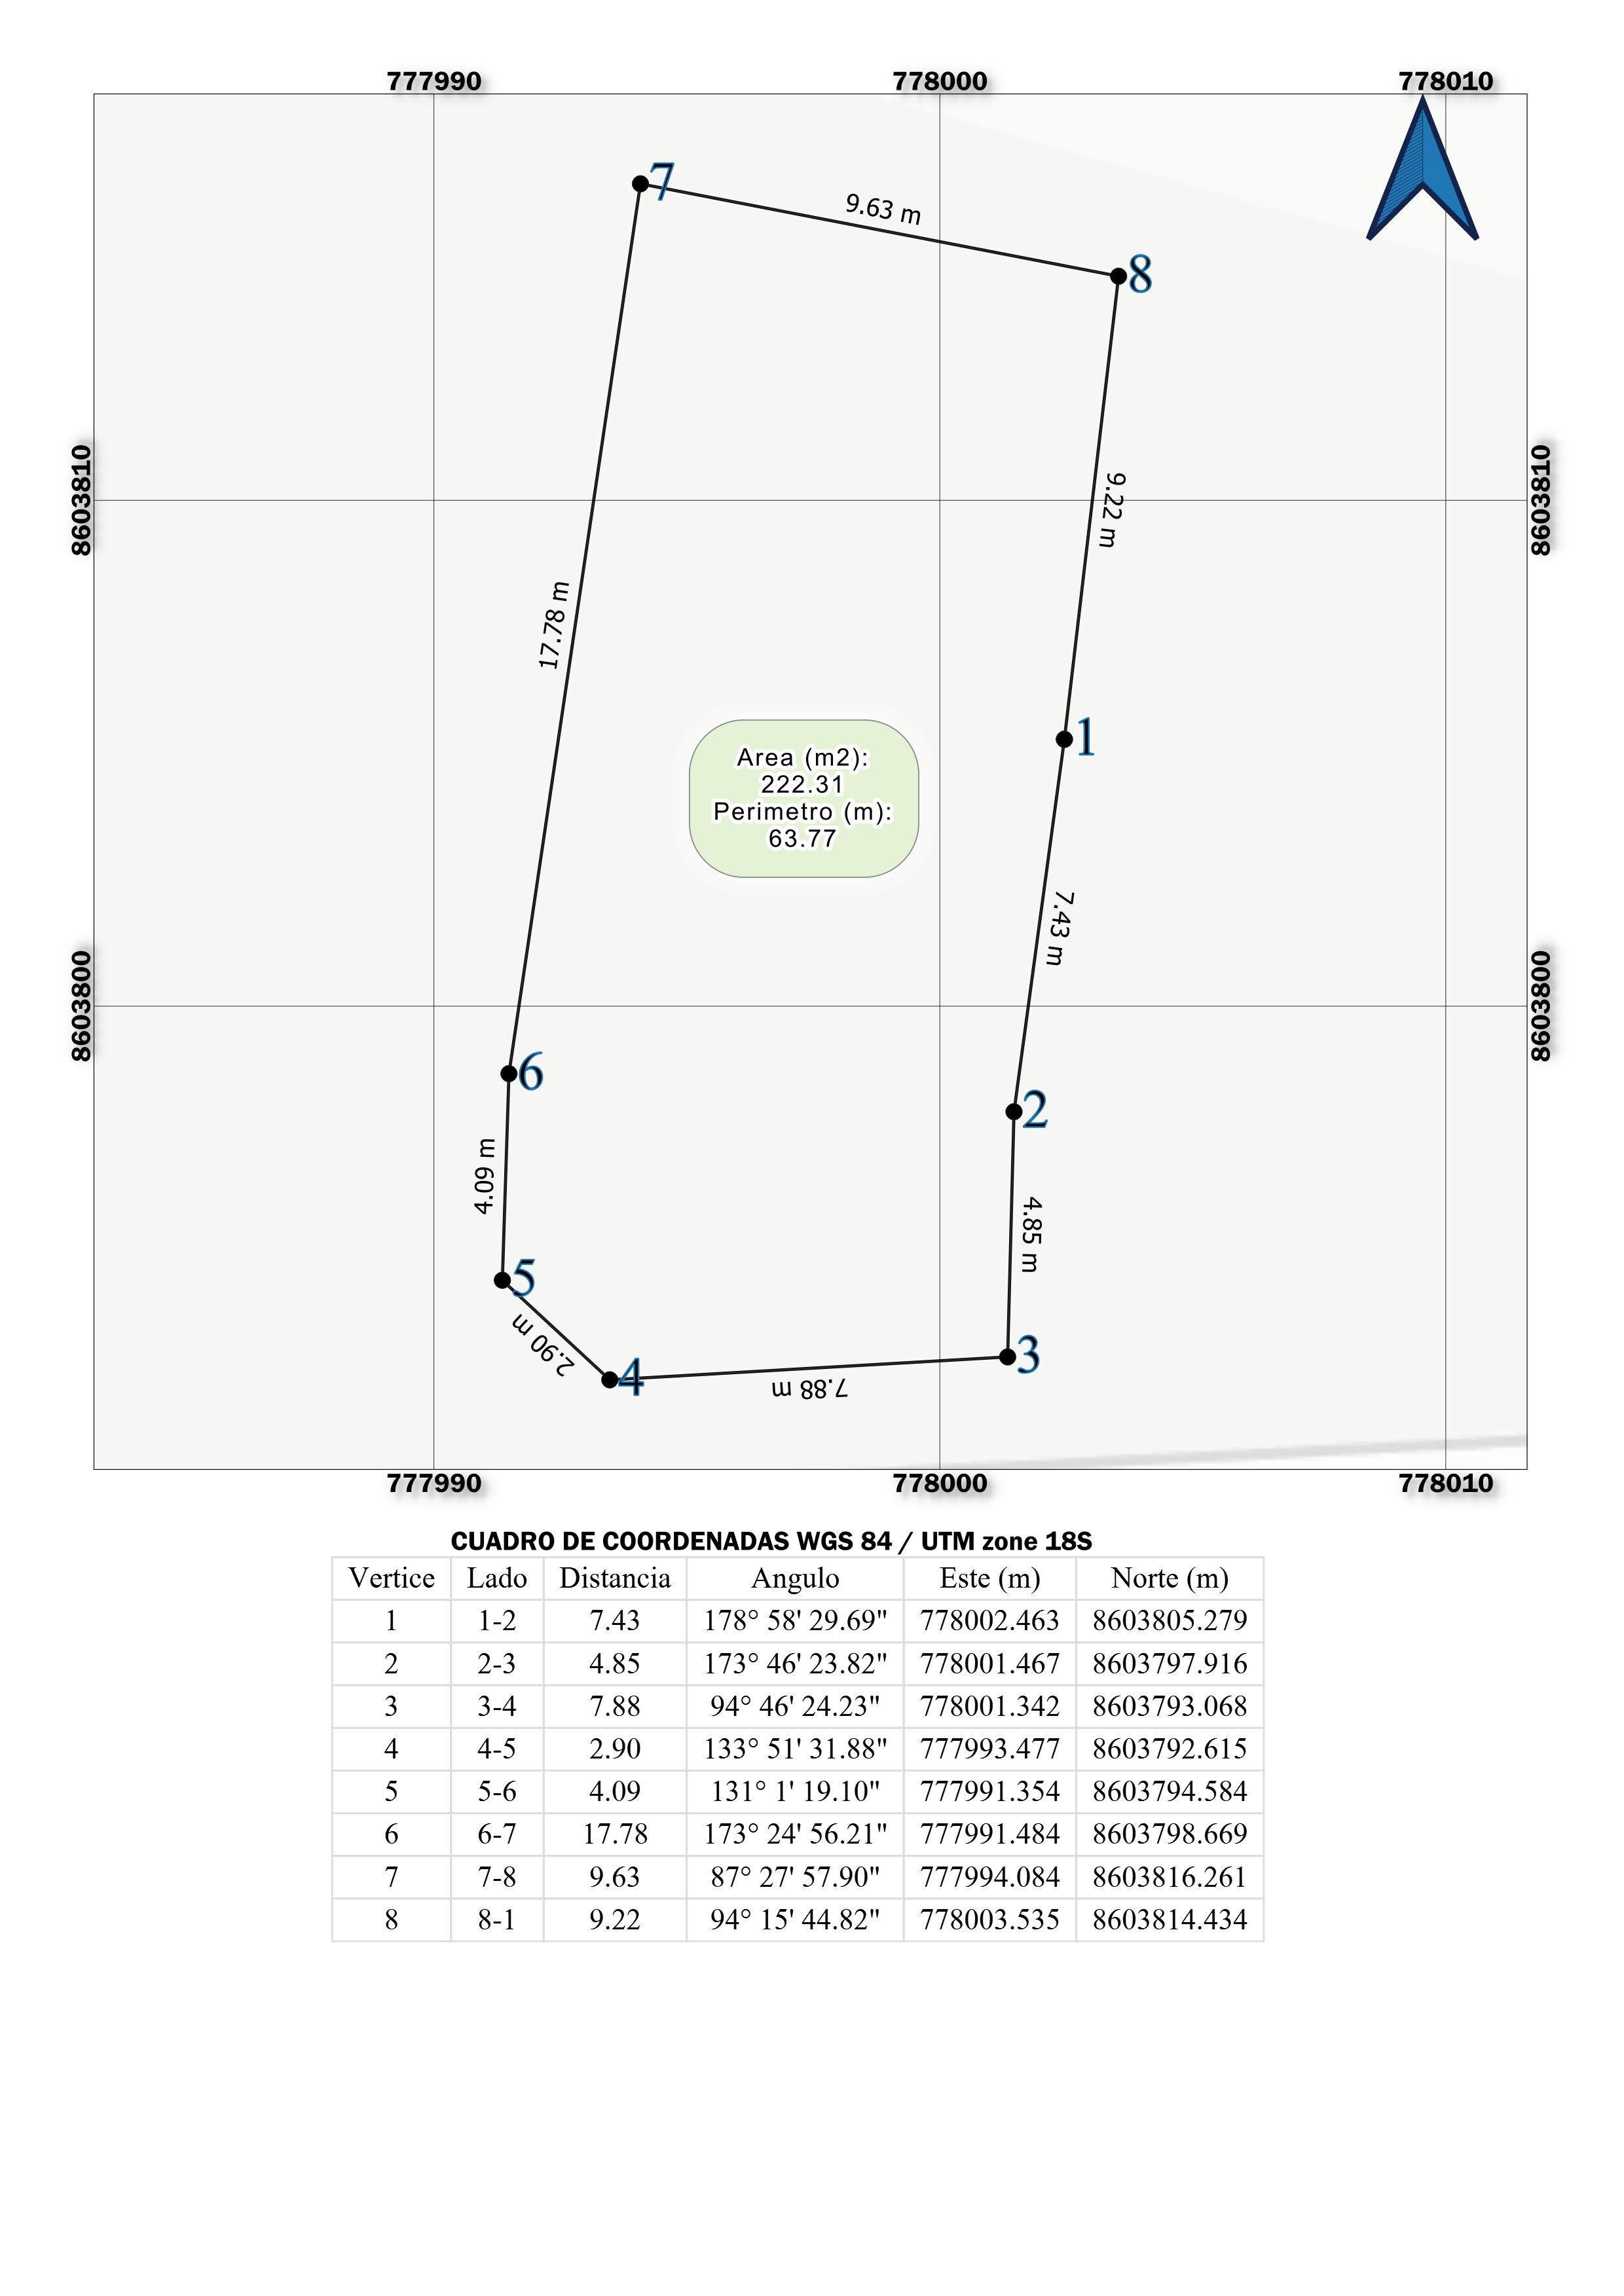 777990 778000 778010
7
9.63 m
8
8603810 8603810
9.22 m
17.78 m
1
Area (m2):
222.31
Perimetro (m):
63.77
7.43 m
8603800 8603800
6
2
4.09 m
4.85 m
5
2.90 m
3
4
7.88 m
777990 778000 778010
CUADRO DE COORDENADAS WGS 84 / UTM zone 18S
Vertice Lado Distancia Angulo Este (m) Norte (m)
1 1-2 7.43 178° 58' 29.69" 778002.463 8603805.279
2 2-3 4.85 173° 46' 23.82" 778001.467 8603797.916
3 3-4 7.88 94° 46' 24.23" 778001.342 8603793.068
4 4-5 2.90 133° 51' 31.88" 777993.477 8603792.615
5 5-6 4.09 131° 1' 19.10" 777991.354 8603794.584
6 6-7 17.78 173° 24' 56.21" 777991.484 8603798.669
7 7-8 9.63 87° 27' 57.90" 777994.084 8603816.261
8 8-1 9.22 94° 15' 44.82" 778003.535 8603814.434